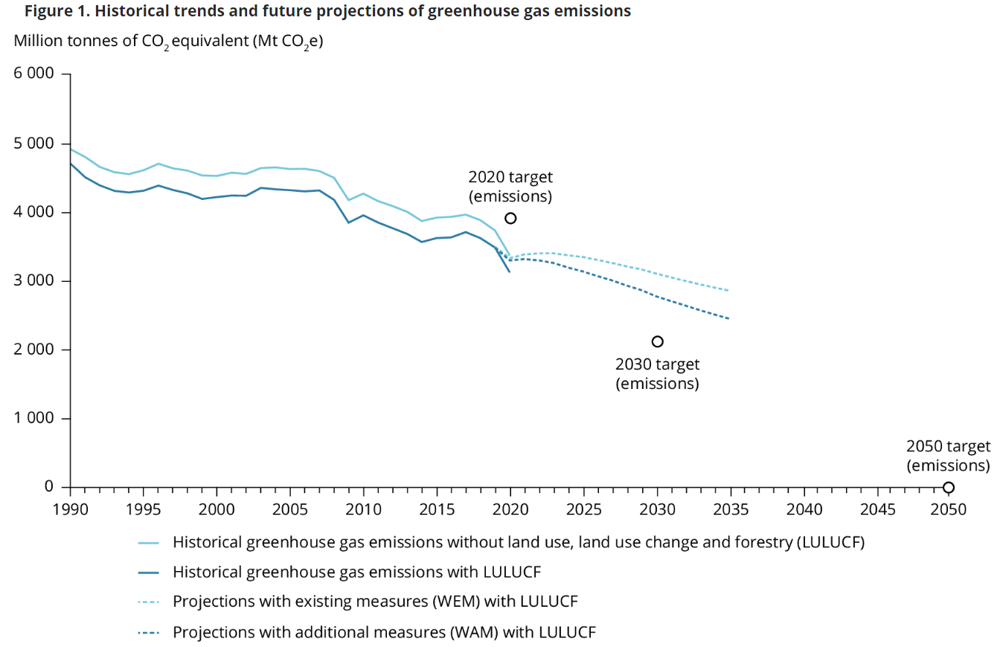 Figure 1. Historical trends and future projections of greenhouse gas emissions
Million tonnes of CO2 equivalent (Mt CO2e)
6 000
5 000
4 000
3 000
2 000
1 000
0
2020 target
(emissions)
2030 target
(emissions)
2050 target
(emissions)
1990 1995 2000 2005 2010 2015 2020 2025 2030 2035 2040 2045 2050
Historical greenhouse gas emissions without land use, land use change and forestry (LULUCF)
Historical greenhouse gas emissions with LULUCF
Projections with existing measures (WEM) with LULUCF
Projections with additional measures (WAM) with LULUCF